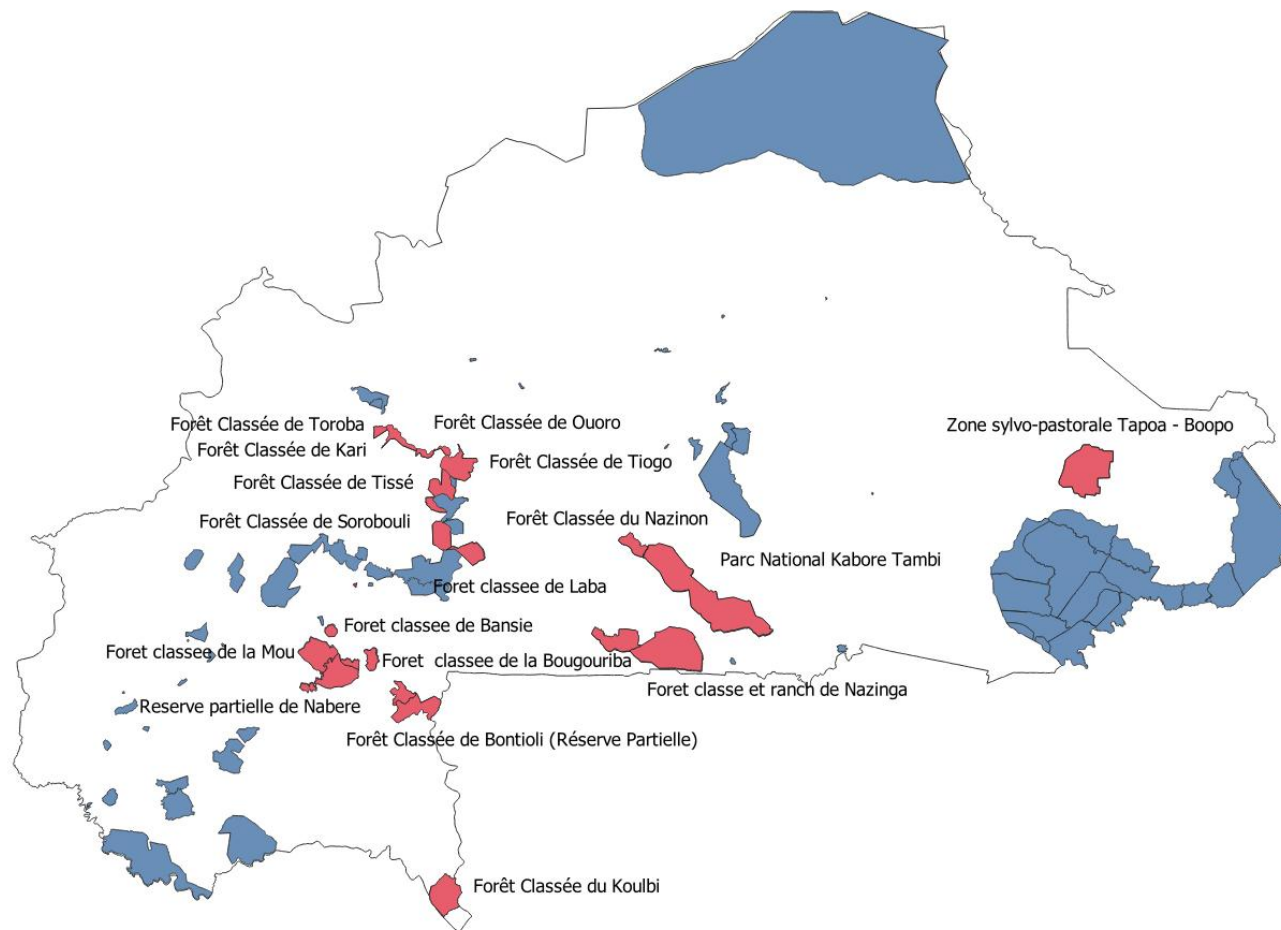 Forêt Classée de Toroba
Forêt Classée de Ouoro
Zone sylvo-pastorale Tapoa - Boopo
Forêt Classée de Kari
Forêt Classée de Tiogo
Forêt Classée de Tissé
Forêt Classée de Sorobouli
Forêt Classée du Nazinon
Parc National Kabore Tambi
Foret classee de Laba
Foret classee de Bansie
Foret classee de la Mou
Foret classee de la Bougouriba
Foret classe et ranch de Nazinga
Reserve partielle de Nabere
Forêt Classée de Bontioli (Réserve Partielle)
Forêt Classée du Koulbi